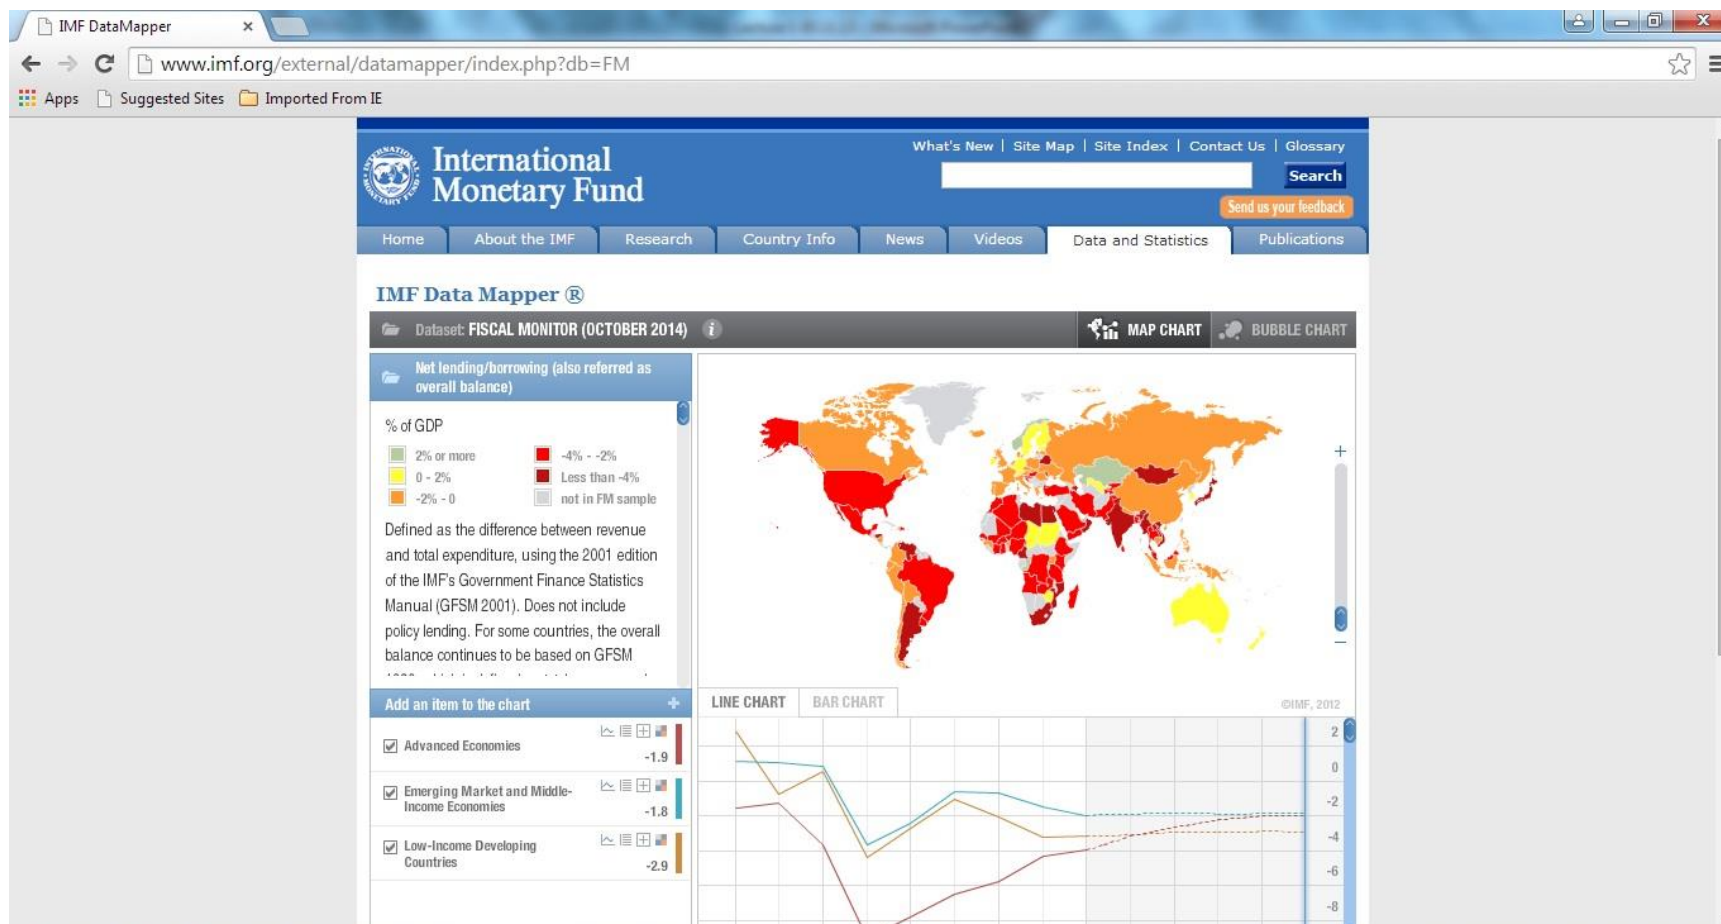 IMF DataMapper
www.imf.org/external/datamapper/index.php?db=FM
Apps Suggested Sites Imported From IE
International
Monetary Fund
INTERNATIONAL MONETARY FUND
What's New | Site Map | Site Index | Contact Us | Glossary
Search
Send us your feedback
Home About the IMF Research Country Info News Videos Data and Statistics Publications
IMF Data Mapper ®
Dataset: FISCAL MONITOR (OCTOBER 2014) i MAP CHART BUBBLE CHART
Net lending/borrowing (also referred as
overall balance)
% of GDP
2% or more -4% - -2%
0 - 2% Less than -4%
-2% - 0 not in FM sample
Defined as the difference between revenue
and total expenditure, using the 2001 edition
of the IMF's Government Finance Statistics
Manual (GFSM 2001). Does not include
policy lending. For some countries, the overall
balance continues to be based on GFSM
+
−
Add an item to the chart +
LINE CHART BAR CHART ©IMF, 2012
Advanced Economies
-1.9
Emerging Market and Middle-
Income Economies
-1.8
Low-Income Developing
Countries
-2.9
2
0
-2
-4
-6
-8